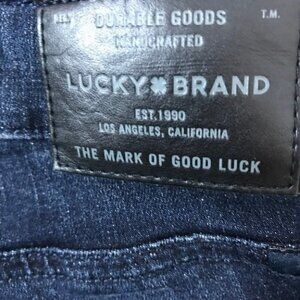 DURABLE GOODS T.M.
HANDCRAFTED
LUCKY BRAND
EST.1990
LOS ANGELES, CALIFORNIA
THE MARK OF GOOD LUCK